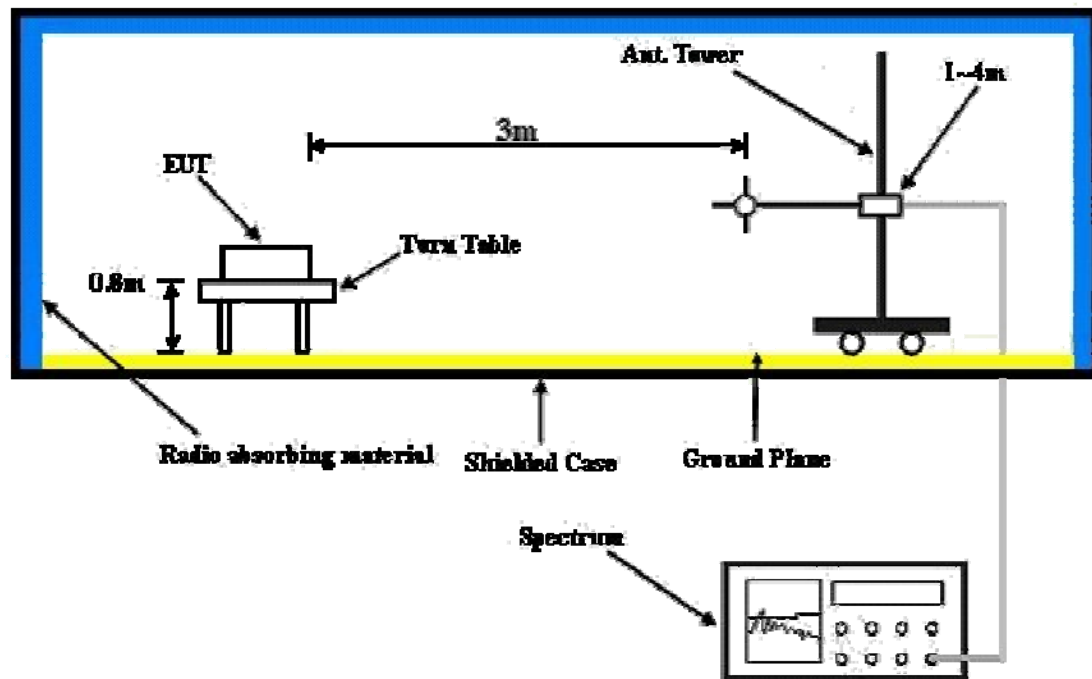 Ant. Tower
1~4m
3m
EUT
Turn Table
0.8m
Radio absorbing material
Shielded Case
Ground Plane
Spectrum